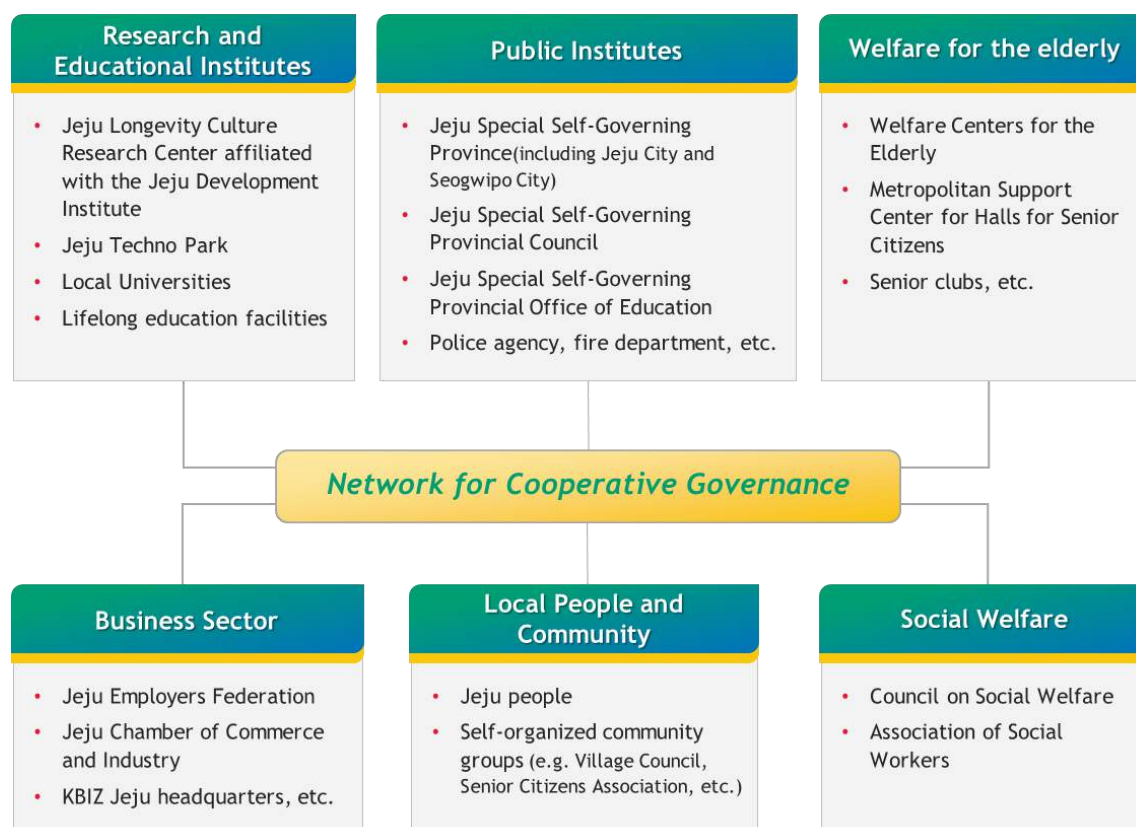 Research and
Educational Institutes
• Jeju Longevity Culture
Research Center affiliated
with the Jeju Development
Institute
• Jeju Techno Park
• Local Universities
• Lifelong education facilities
Public Institutes
• Jeju Special Self-Governing
Province(including Jeju City and
Seogwipo City)
• Jeju Special Self-Governing
Provincial Council
• Jeju Special Self-Governing
Provincial Office of Education
• Police agency, fire department, etc.
Welfare for the elderly
• Welfare Centers for the
Elderly
• Metropolitan Support
Center for Halls for Senior
Citizens
• Senior clubs, etc.
Network for Cooperative Governance
Business Sector
• Jeju Employers Federation
• Jeju Chamber of Commerce
and Industry
• KBIZ Jeju headquarters, etc.
Local People and
Community
• Jeju people
• Self-organized community
groups (e.g. Village Council,
Senior Citizens Association, etc.)
Social Welfare
• Council on Social Welfare
• Association of Social
Workers